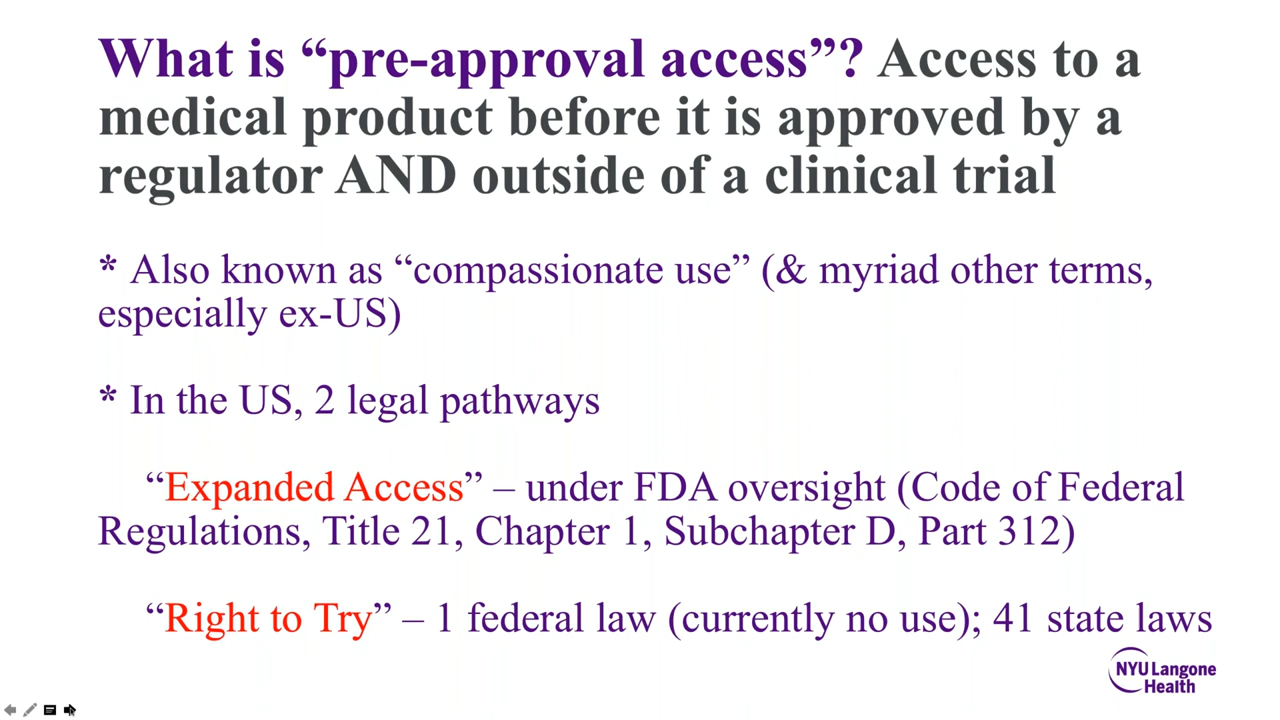 What is “pre-approval access”? Access to a
medical product before it is approved by a
regulator AND outside of a clinical trial
* Also known as “compassionate use” (& myriad other terms,
especially ex-US)
* In the US, 2 legal pathways
“Expanded Access” – under FDA oversight (Code of Federal
Regulations, Title 21, Chapter 1, Subchapter D, Part 312)
“Right to Try” – 1 federal law (currently no use); 41 state laws
NYU Langone
Health